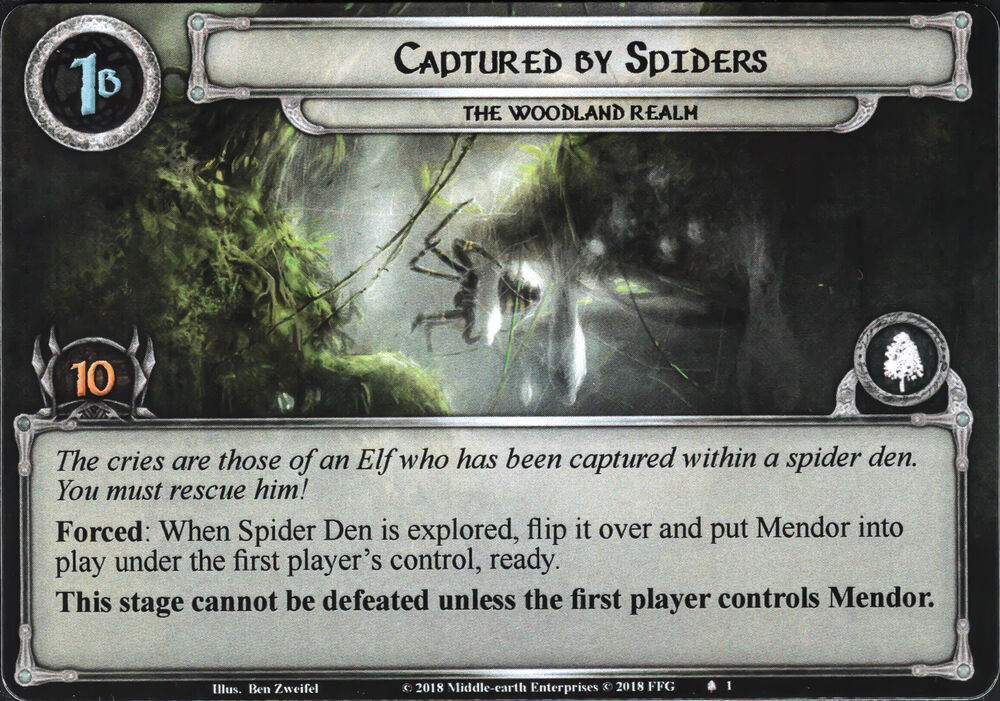 1B
CAPTURED BY SPIDERS
THE WOODLAND REALM
10
The cries are those of an Elf who has been captured within a spider den.
You must rescue him!
Forced: When Spider Den is explored, flip it over and put Mendor into
play under the first player's control, ready.
This stage cannot be defeated unless the first player controls Mendor.
Illus. Ben Zweifel © 2018 Middle-earth Enterprises © 2018 FFG 1